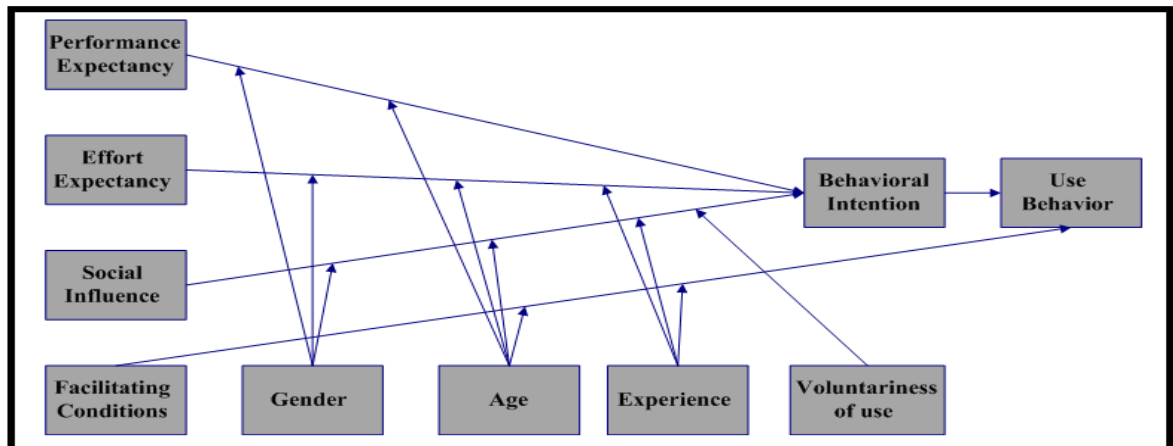 Performance
Expectancy
Effort
Expectancy
Behavioral
Intention
Use
Behavior
Social
Influence
Facilitating
Conditions
Gender
Age
Experience
Voluntariness
of use